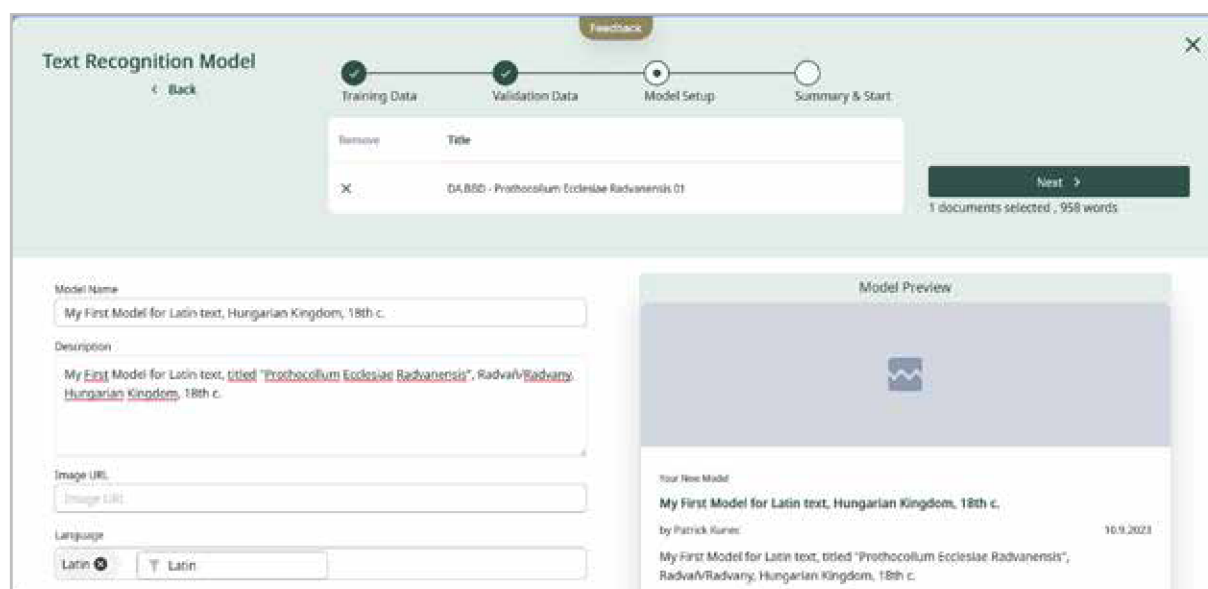 Feedback
Text Recognition Model
< Back
Training Data
Validation Data
Model Setup
Summary & Start
Remove
Title
DA.BBD - Prothocollum Ecclesiae Radvanensis 01
Next >
1 documents selected , 958 words
Model Name
My First Model for Latin text, Hungarian Kingdom, 18th c.
Description
My First Model for Latin text, titled "Prothocollum Ecclesiae Radvanensis", Radvaň/Radvany,
Hungarian Kingdom, 18th c.
Image URL
Image URL
Language
Latin
Latin
Model Preview
Your New Model
My First Model for Latin text, Hungarian Kingdom, 18th c.
by Patrick Kunec
10.9.2023
My First Model for Latin text, titled "Prothocollum Ecclesiae Radvanensis",
Radvaň/Radvany, Hungarian Kingdom, 18th c.